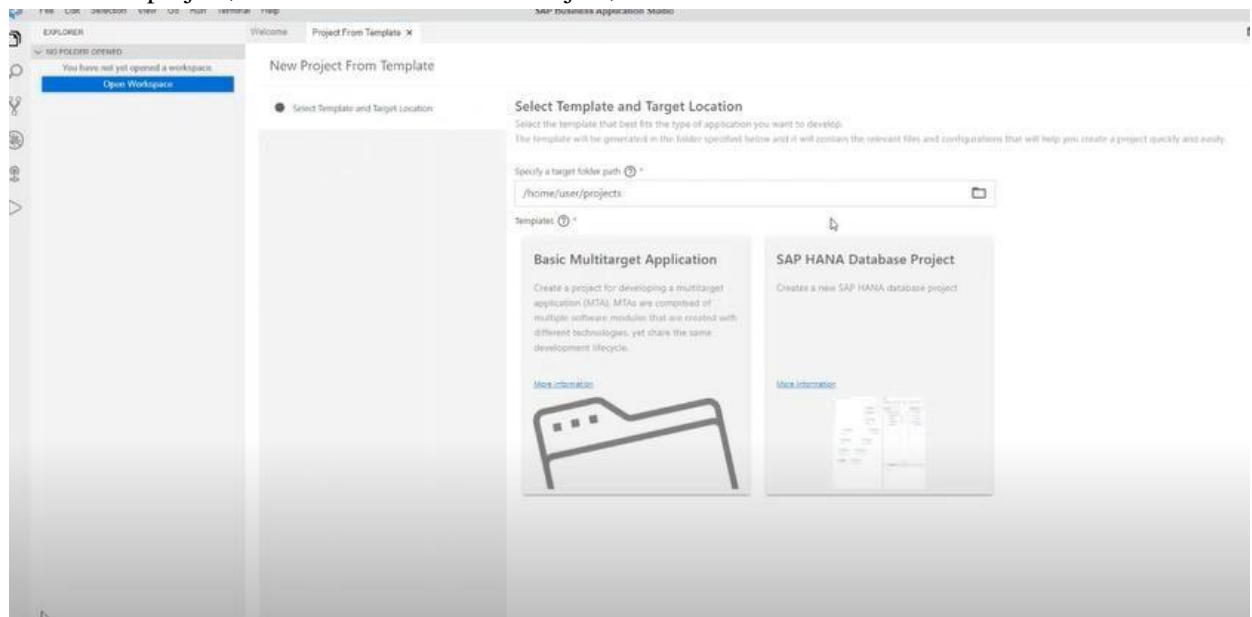 File Edit Selection View Go Run Terminal Help
SAP Business Application Studio
EXPLORER
Welcome
Project From Template ×
NO FOLDER OPENED
You have not yet opened a workspace.
Open Workspace
New Project From Template
Select Template and Target Location
Select Template and Target Location
Select the template that best fits the type of application you want to develop.
The template will be generated in the folder specified below and it will contain the relevant files and configurations that will help you create a project quickly and easily.
Specify a target folder path ? *
/home/user/projects
Templates ? *
Basic Multitarget Application
Create a project for developing a multitarget
application (MTA). MTAs are comprised of
multiple software modules that are created with
different technologies, yet share the same
development lifecycle.
More information
SAP HANA Database Project
Creates a new SAP HANA database project
More information